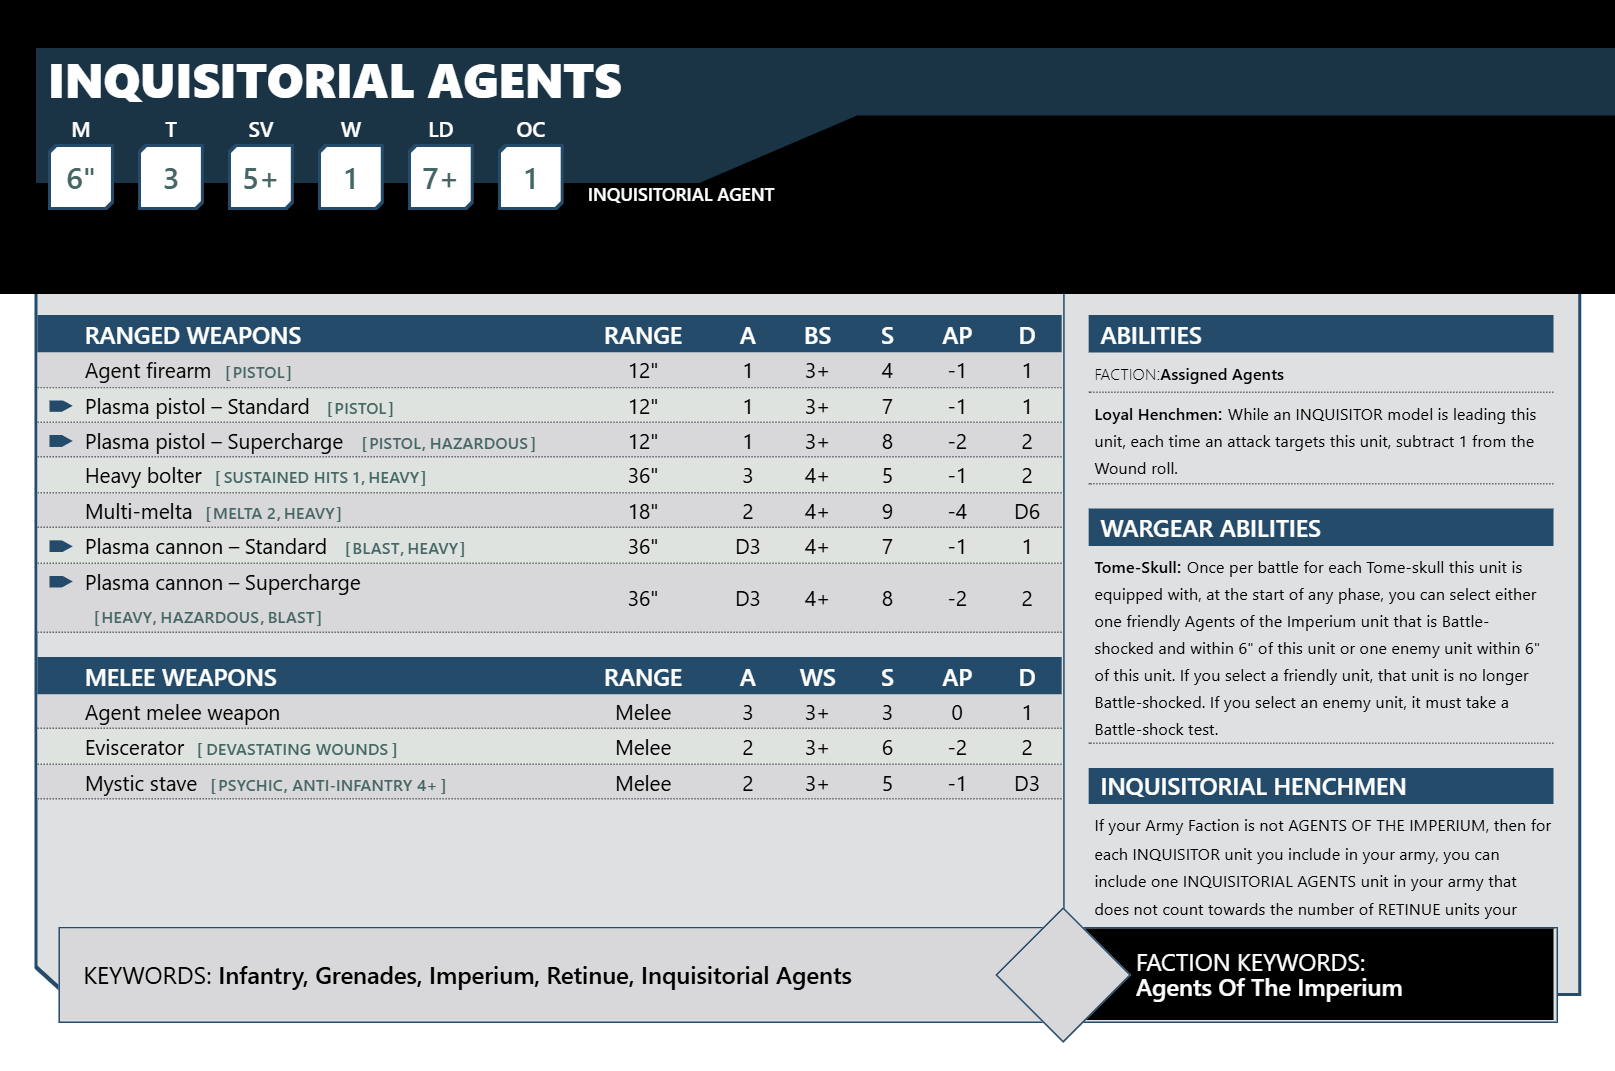 INQUISITORIAL AGENTS
M T SV W LD OC
6" 3 5+ 1 7+ 1
INQUISITORIAL AGENT
RANGED WEAPONS RANGE A BS S AP D
Agent firearm [PISTOL] 12" 1 3+ 4 -1 1
Plasma pistol – Standard [PISTOL] 12" 1 3+ 7 -1 1
Plasma pistol – Supercharge [PISTOL, HAZARDOUS] 12" 1 3+ 8 -2 2
Heavy bolter [SUSTAINED HITS 1, HEAVY] 36" 3 4+ 5 -1 2
Multi-melta [MELTA 2, HEAVY] 18" 2 4+ 9 -4 D6
Plasma cannon – Standard [BLAST, HEAVY] 36" D3 4+ 7 -1 1
Plasma cannon – Supercharge
[HEAVY, HAZARDOUS, BLAST] 36" D3 4+ 8 -2 2
MELEE WEAPONS RANGE A WS S AP D
Agent melee weapon Melee 3 3+ 3 0 1
Eviscerator [DEVASTATING WOUNDS] Melee 2 3+ 6 -2 2
Mystic stave [PSYCHIC, ANTI-INFANTRY 4+] Melee 2 3+ 5 -1 D3
ABILITIES
FACTION:Assigned Agents
Loyal Henchmen: While an INQUISITOR model is leading this
unit, each time an attack targets this unit, subtract 1 from the
Wound roll.
WARGEAR ABILITIES
Tome-Skull: Once per battle for each Tome-skull this unit is
equipped with, at the start of any phase, you can select either
one friendly Agents of the Imperium unit that is Battle-
shocked and within 6" of this unit or one enemy unit within 6"
of this unit. If you select a friendly unit, that unit is no longer
Battle-shocked. If you select an enemy unit, it must take a
Battle-shock test.
INQUISITORIAL HENCHMEN
If your Army Faction is not AGENTS OF THE IMPERIUM, then for
each INQUISITOR unit you include in your army, you can
include one INQUISITORIAL AGENTS unit in your army that
does not count towards the number of RETINUE units your
KEYWORDS: Infantry, Grenades, Imperium, Retinue, Inquisitorial Agents
FACTION KEYWORDS:
Agents Of The Imperium